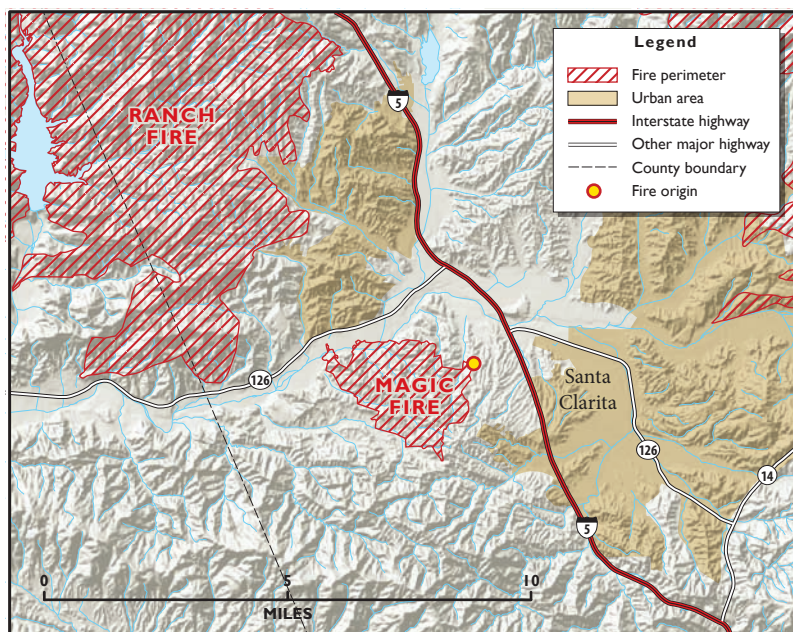 Legend
Fire perimeter
Urban area
Interstate highway
Other major highway
County boundary
Fire origin
5
RANCH
FIRE
126
MAGIC
FIRE
Santa
Clarita
126
14
5
0 5 10
MILES